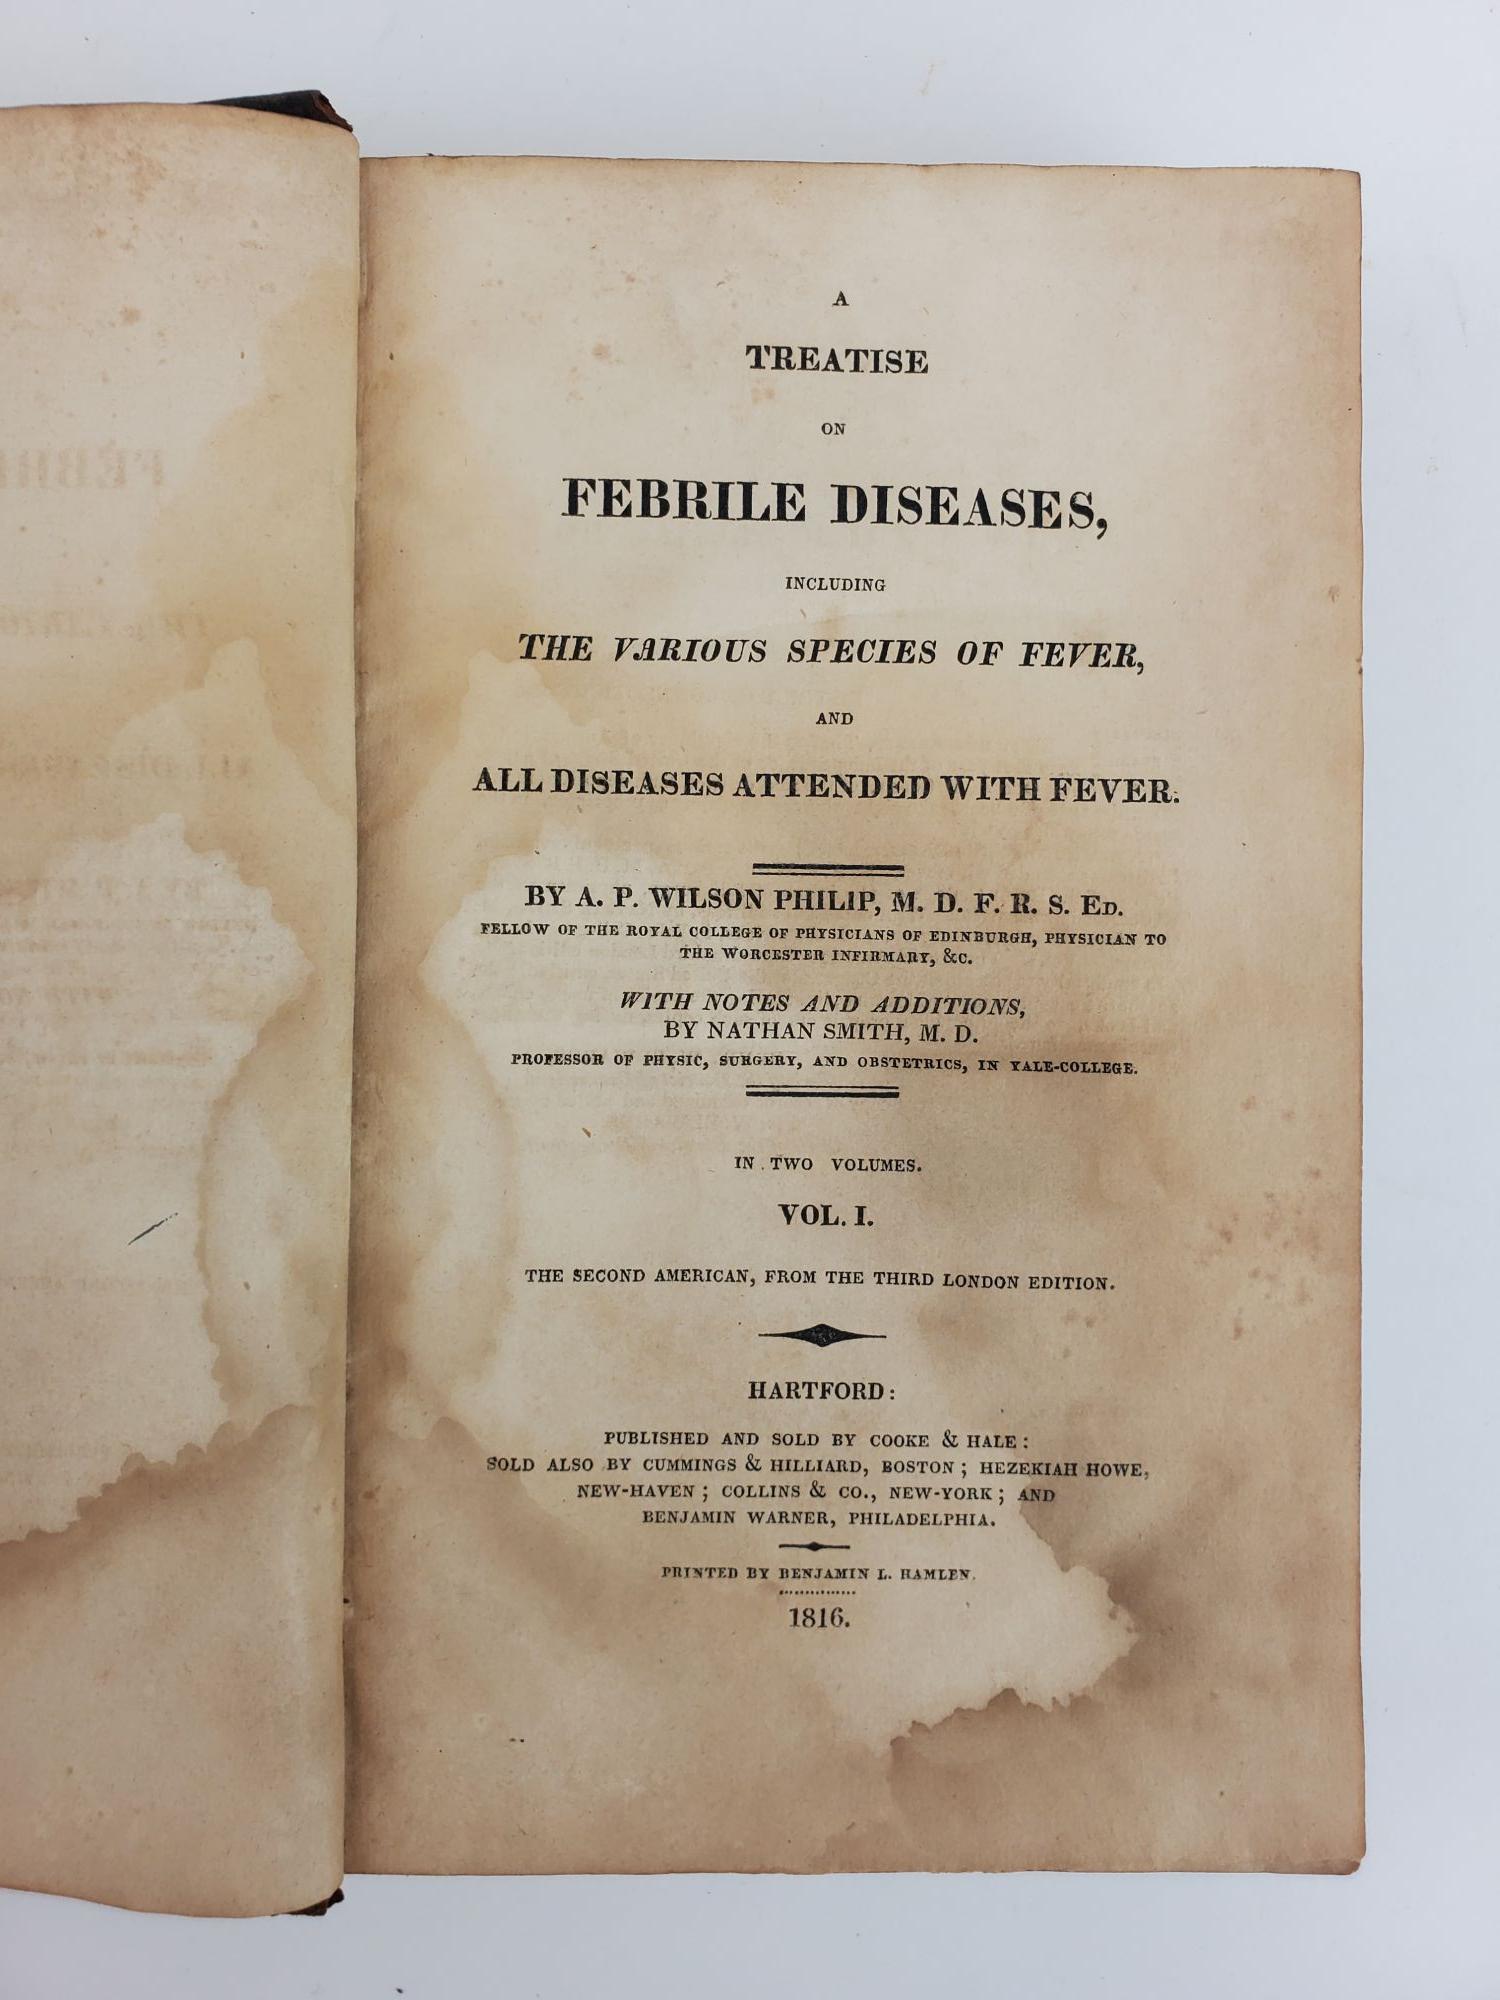 A
TREATISE
ON
FEBRILE DISEASES,
INCLUDING
THE VARIOUS SPECIES OF FEVER,
AND
ALL DISEASES ATTENDED WITH FEVER.
BY A. P. WILSON PHILIP, M. D. F. R. S. ED.
FELLOW OF THE ROYAL COLLEGE OF PHYSICIANS OF EDINBURGH, PHYSICIAN TO
THE WORCESTER INFIRMARY, &C.
WITH NOTES AND ADDITIONS,
BY NATHAN SMITH, M. D.
PROFESSOR OF PHYSIC, SURGERY, AND OBSTETRICS, IN YALE-COLLEGE.
IN TWO VOLUMES.
VOL. I.
THE SECOND AMERICAN, FROM THE THIRD LONDON EDITION.
HARTFORD:
PUBLISHED AND SOLD BY COOKE & HALE:
SOLD ALSO BY CUMMINGS & HILLIARD, BOSTON; HEZEKIAH HOWE,
NEW-HAVEN; COLLINS & CO., NEW-YORK; AND
BENJAMIN WARNER, PHILADELPHIA.
PRINTED BY BENJAMIN L. HAMLEN.
1816.